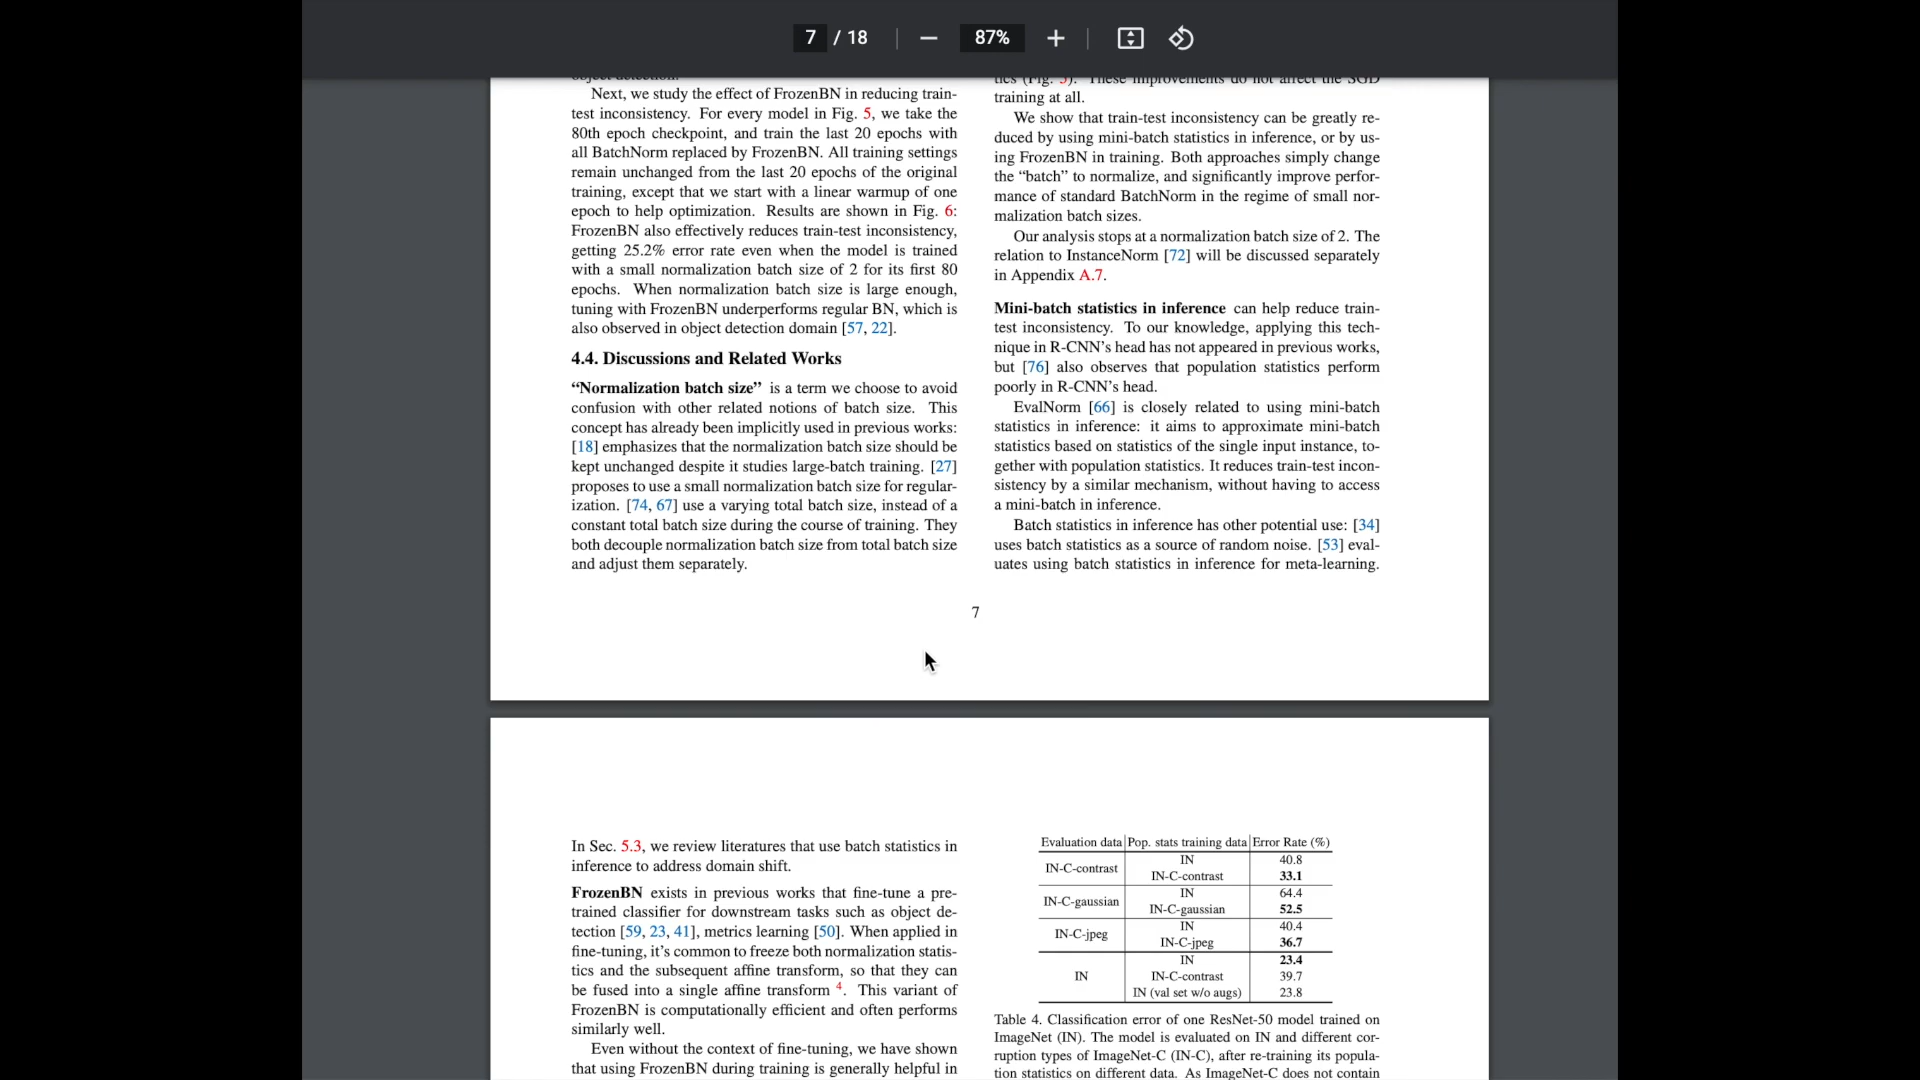 7 / 18
87%
object detection.
Next, we study the effect of FrozenBN in reducing train-
test inconsistency. For every model in Fig. 5, we take the
80th epoch checkpoint, and train the last 20 epochs with
all BatchNorm replaced by FrozenBN. All training settings
remain unchanged from the last 20 epochs of the original
training, except that we start with a linear warmup of one
epoch to help optimization. Results are shown in Fig. 6:
FrozenBN also effectively reduces train-test inconsistency,
getting 25.2% error rate even when the model is trained
with a small normalization batch size of 2 for its first 80
epochs. When normalization batch size is large enough,
tuning with FrozenBN underperforms regular BN, which is
also observed in object detection domain [57, 22].
4.4. Discussions and Related Works
“Normalization batch size” is a term we choose to avoid
confusion with other related notions of batch size. This
concept has already been implicitly used in previous works:
[18] emphasizes that the normalization batch size should be
kept unchanged despite it studies large-batch training. [27]
proposes to use a small normalization batch size for regular-
ization. [74, 67] use a varying total batch size, instead of a
constant total batch size during the course of training. They
both decouple normalization batch size from total batch size
and adjust them separately.
tics (Fig. 5). These improvements do not affect the SGD
training at all.
We show that train-test inconsistency can be greatly re-
duced by using mini-batch statistics in inference, or by us-
ing FrozenBN in training. Both approaches simply change
the “batch” to normalize, and significantly improve perfor-
mance of standard BatchNorm in the regime of small nor-
malization batch sizes.
Our analysis stops at a normalization batch size of 2. The
relation to InstanceNorm [72] will be discussed separately
in Appendix A.7.
Mini-batch statistics in inference can help reduce train-
test inconsistency. To our knowledge, applying this tech-
nique in R-CNN’s head has not appeared in previous works,
but [76] also observes that population statistics perform
poorly in R-CNN’s head.
EvalNorm [66] is closely related to using mini-batch
statistics in inference: it aims to approximate mini-batch
statistics based on statistics of the single input instance, to-
gether with population statistics. It reduces train-test incon-
sistency by a similar mechanism, without having to access
a mini-batch in inference.
Batch statistics in inference has other potential use: [34]
uses batch statistics as a source of random noise. [53] eval-
uates using batch statistics in inference for meta-learning.
7
In Sec. 5.3, we review literatures that use batch statistics in
inference to address domain shift.
FrozenBN exists in previous works that fine-tune a pre-
trained classifier for downstream tasks such as object de-
tection [59, 23, 41], metrics learning [50]. When applied in
fine-tuning, it’s common to freeze both normalization statis-
tics and the subsequent affine transform, so that they can
be fused into a single affine transform 4. This variant of
FrozenBN is computationally efficient and often performs
similarly well.
Even without the context of fine-tuning, we have shown
that using FrozenBN during training is generally helpful in
Evaluation data Pop. stats training data Error Rate (%)
IN-C-contrast IN 40.8
IN-C-contrast 33.1
IN-C-gaussian IN 64.4
IN-C-gaussian 52.5
IN-C-jpeg IN 40.4
IN-C-jpeg 36.7
IN IN 23.4
IN-C-contrast 39.7
IN (val set w/o augs) 23.8
Table 4. Classification error of one ResNet-50 model trained on
ImageNet (IN). The model is evaluated on IN and different cor-
ruption types of ImageNet-C (IN-C), after re-training its popula-
tion statistics on different data. As ImageNet-C does not contain